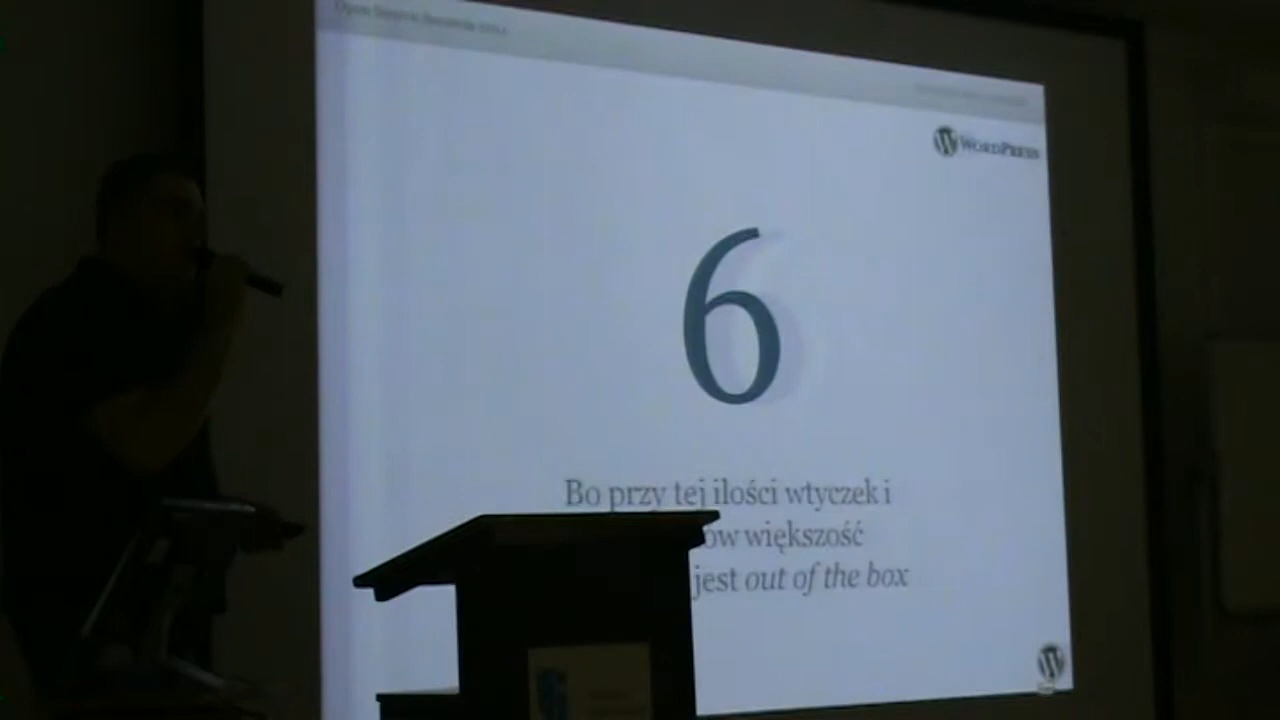 WORDPRESS
6
Bo przy tej ilości wtyczek i
ów większość
jest out of the box